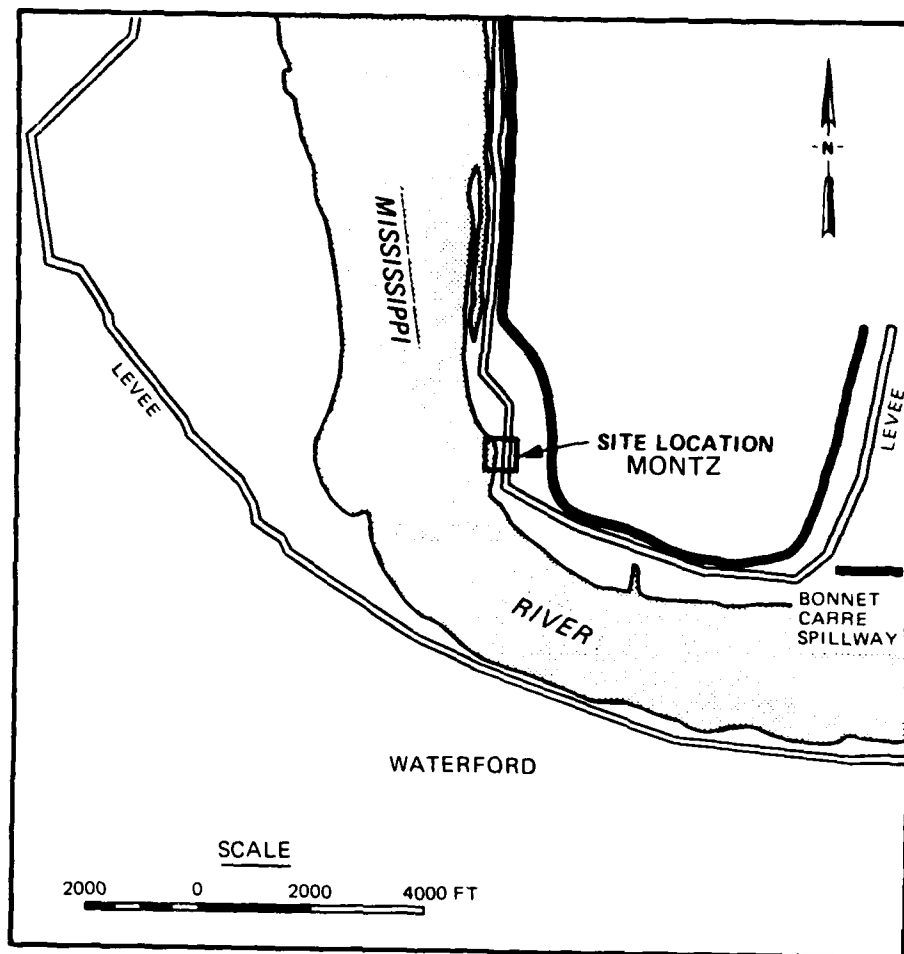 -N-
MISSISSIPPI
LEVEE
LEVEE
SITE LOCATION
MONTZ
RIVER
BONNET
CARRE
SPILLWAY
WATERFORD
SCALE
2000 0 2000 4000 FT